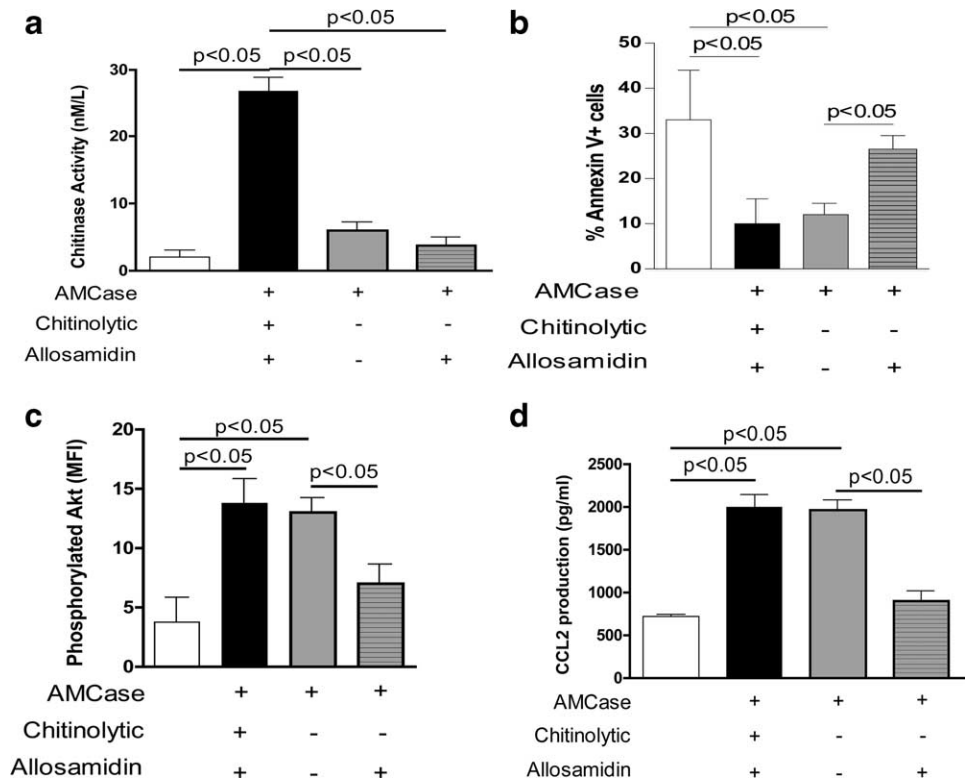 a
p<0.05
p<0.05 p<0.05
Chitinase Activity (nM/L)
30
20
10
0
AMCase + + +
Chitinolytic + - -
Allosamidin + - +
b
p<0.05
p<0.05
p<0.05
% Annexin V+ cells
50
40
30
20
10
0
AMCase + + +
Chitinolytic + - -
Allosamidin + - +
c
p<0.05
p<0.05 p<0.05
Phosphorylated Akt (MFI)
20
15
10
5
0
AMCase + + +
Chitinolytic + - -
Allosamidin + - +
d
p<0.05
p<0.05 p<0.05
CCL2 production (pg/ml)
2500
2000
1500
1000
500
0
AMCase + + +
Chitinolytic + - -
Allosamidin + - +